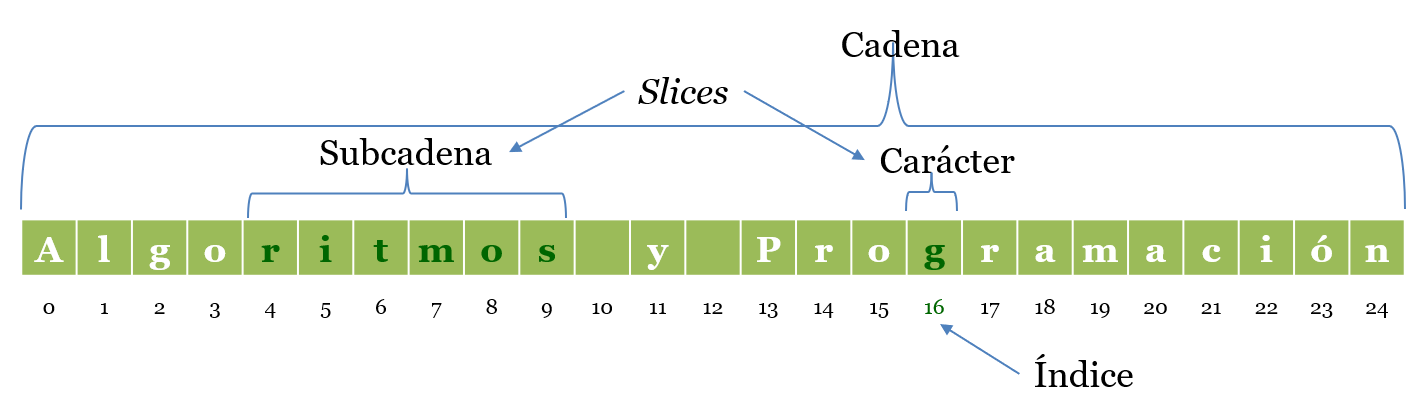 Cadena
Slices
Subcadena
Carácter
A l g o r i t m o s y P r o g r a m a c i ó n
0 1 2 3 4 5 6 7 8 9 10 11 12 13 14 15 16 17 18 19 20 21 22 23 24
Índice